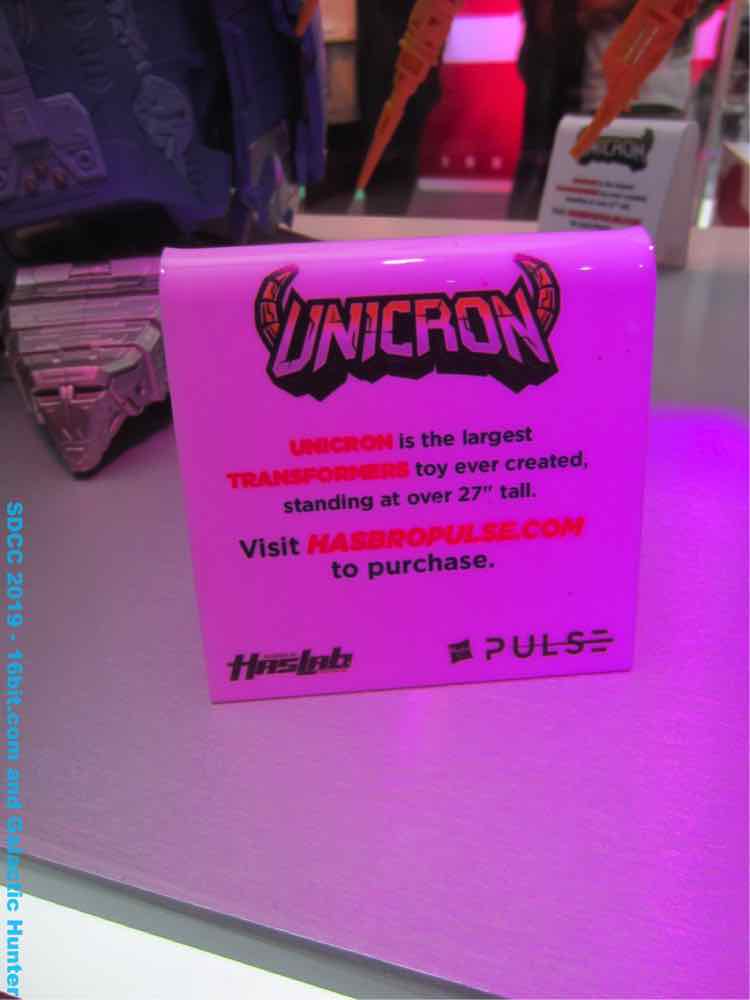 UNICRON
UNICRON is the largest
TRANSFORMERS toy ever created,
standing at over 27" tall.
Visit HASBROPULSE.COM
to purchase.
HASLAB
PULSE
UNICRON
SDCC 2019 - 16bit.com and Galactic Hunter